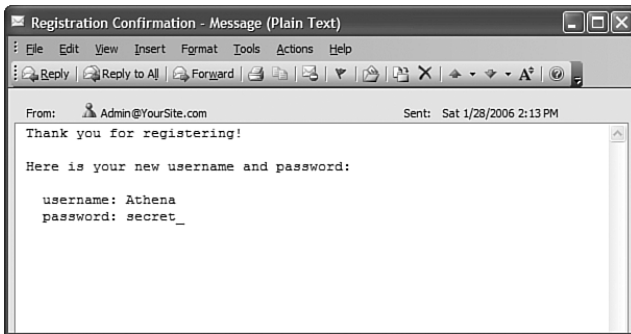 Registration Confirmation - Message (Plain Text)
File Edit View Insert Format Tools Actions Help
Reply Reply to All Forward
From: Admin@YourSite.com Sent: Sat 1/28/2006 2:13 PM
Thank you for registering!
Here is your new username and password:
username: Athena
password: secret_